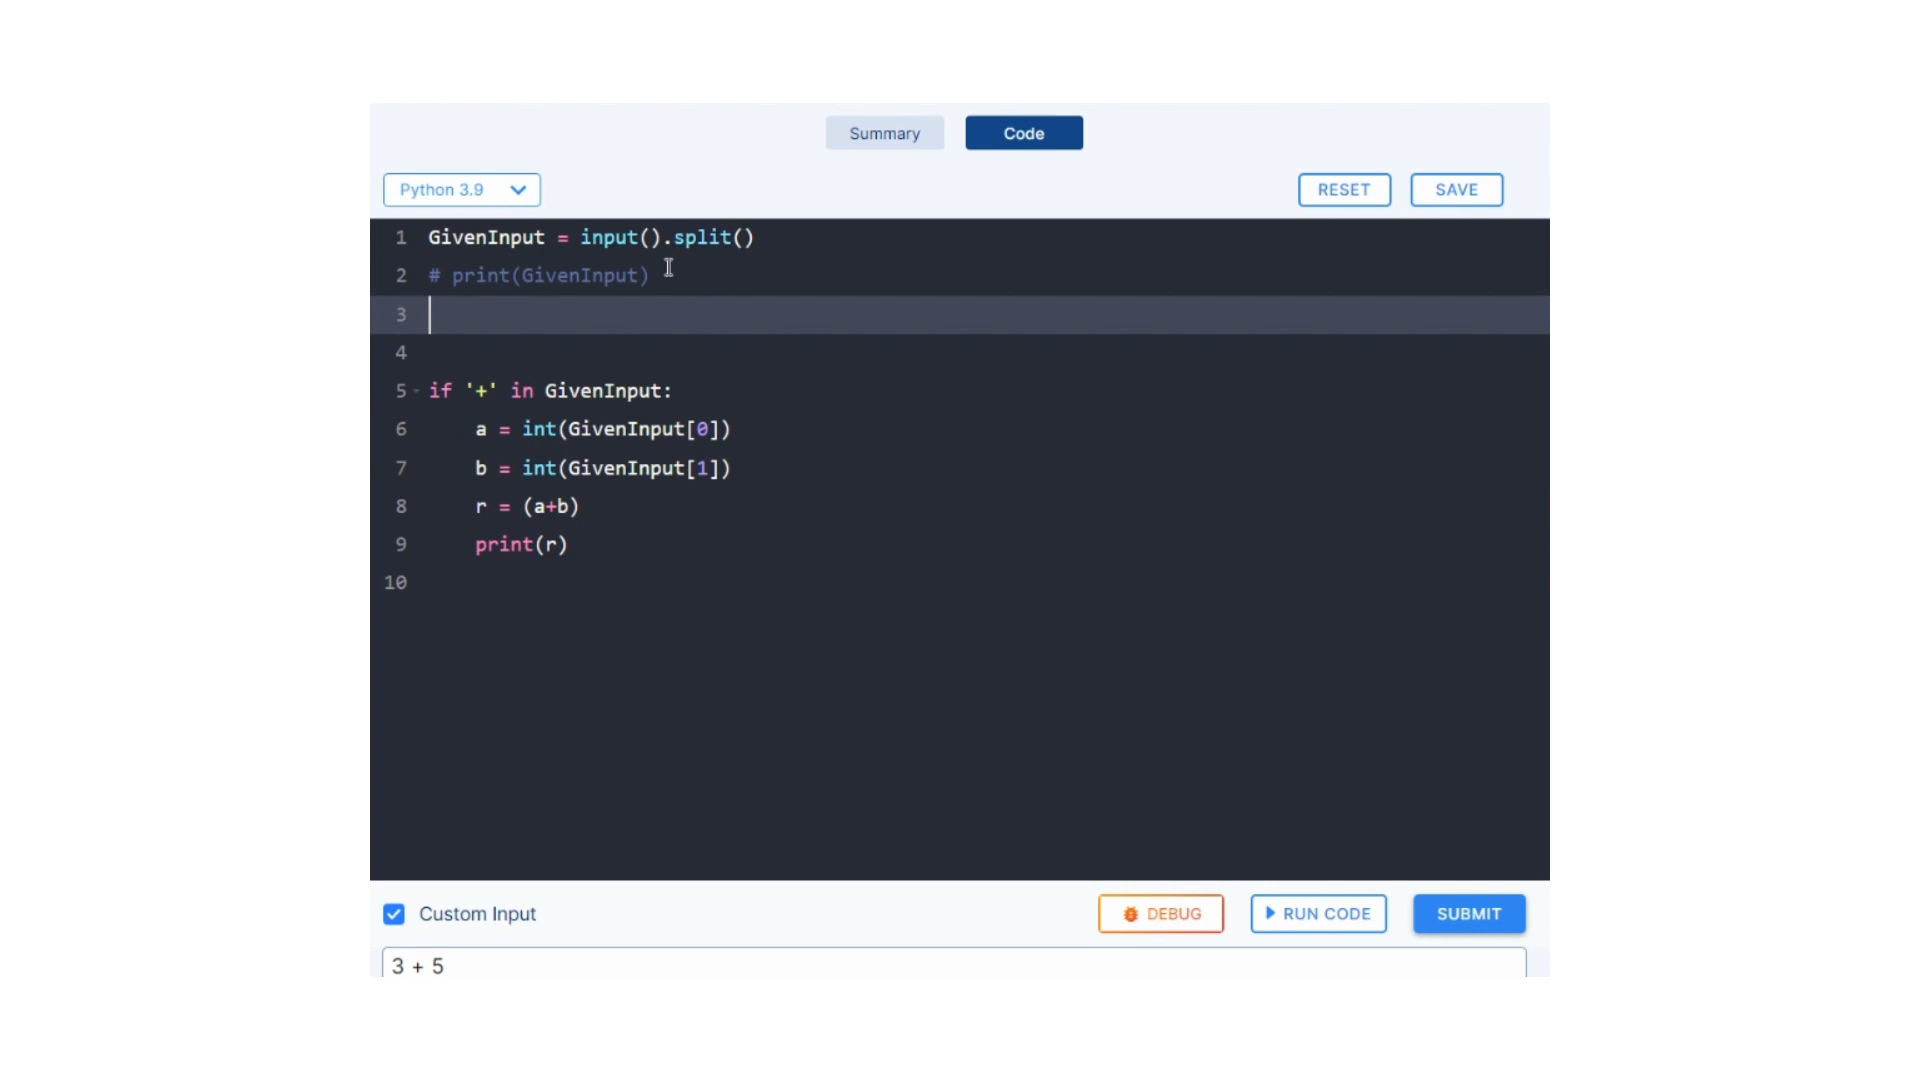 Summary Code
Python 3.9 RESET SAVE
1 GivenInput = input().split()
2 # print(GivenInput)
3
4
5 if '+' in GivenInput:
6     a = int(GivenInput[0])
7     b = int(GivenInput[1])
8     r = (a+b)
9     print(r)
10
Custom Input DEBUG RUN CODE SUBMIT
3 + 5